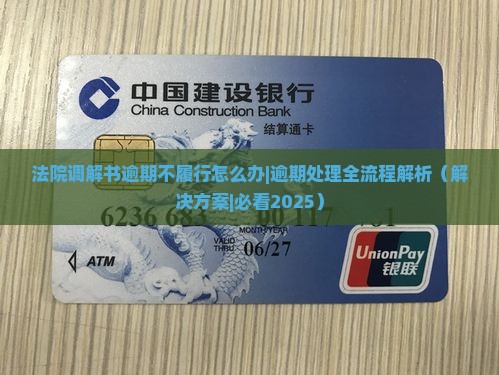 中国建设银行
China Construction Bank
结算通卡
法院调解书逾期不履行怎么办|逾期处理全流程解析（解
决方案|必看2025）
MONTH/YEAR
VALID
THRU
06/27
ATM
UnionPay
银联